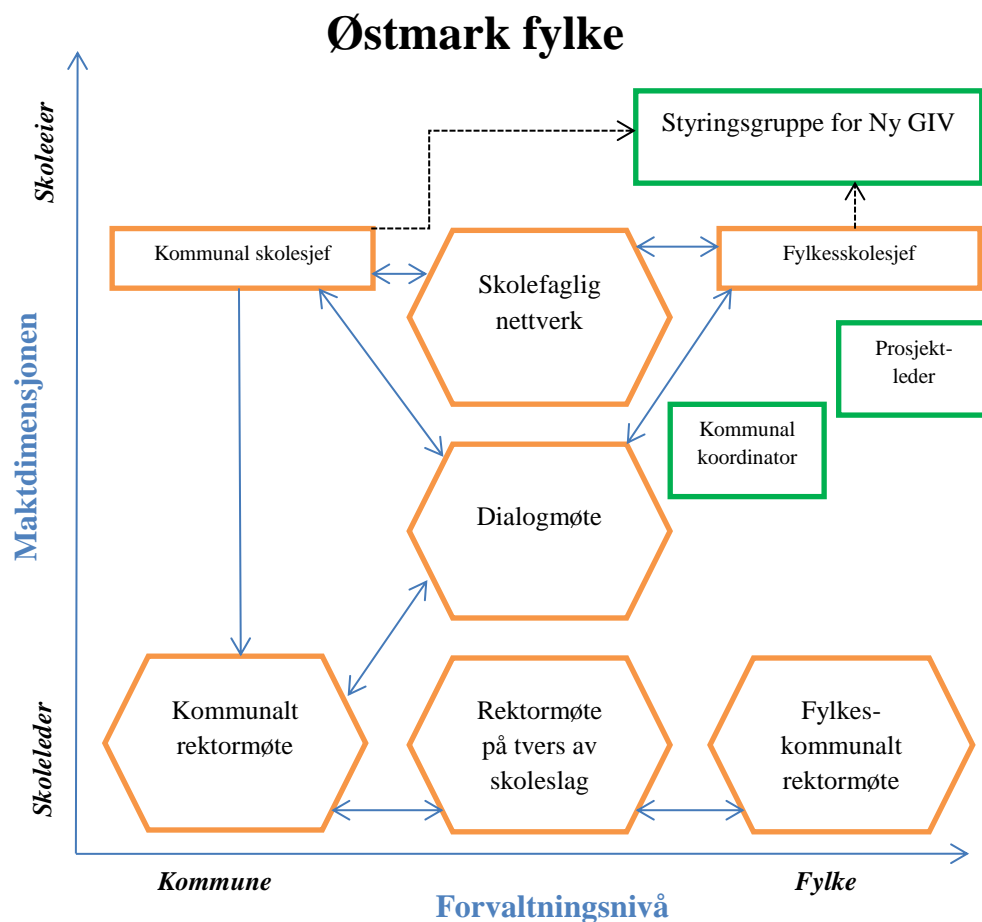 Østmark fylke
Skoleeier
Styringsgruppe for Ny GIV
Kommunal skolesjef
Fylkesskolesjef
Skolefaglig
nettverk
Maktdimensjonen
Prosjekt-
leder
Kommunal
koordinator
Dialogmøte
Skoleleder
Kommunalt
rektormøte
Rektormøte
på tvers av
skoleslag
Fylkes-
kommunalt
rektormøte
Kommune
Fylke
Forvaltningsnivå